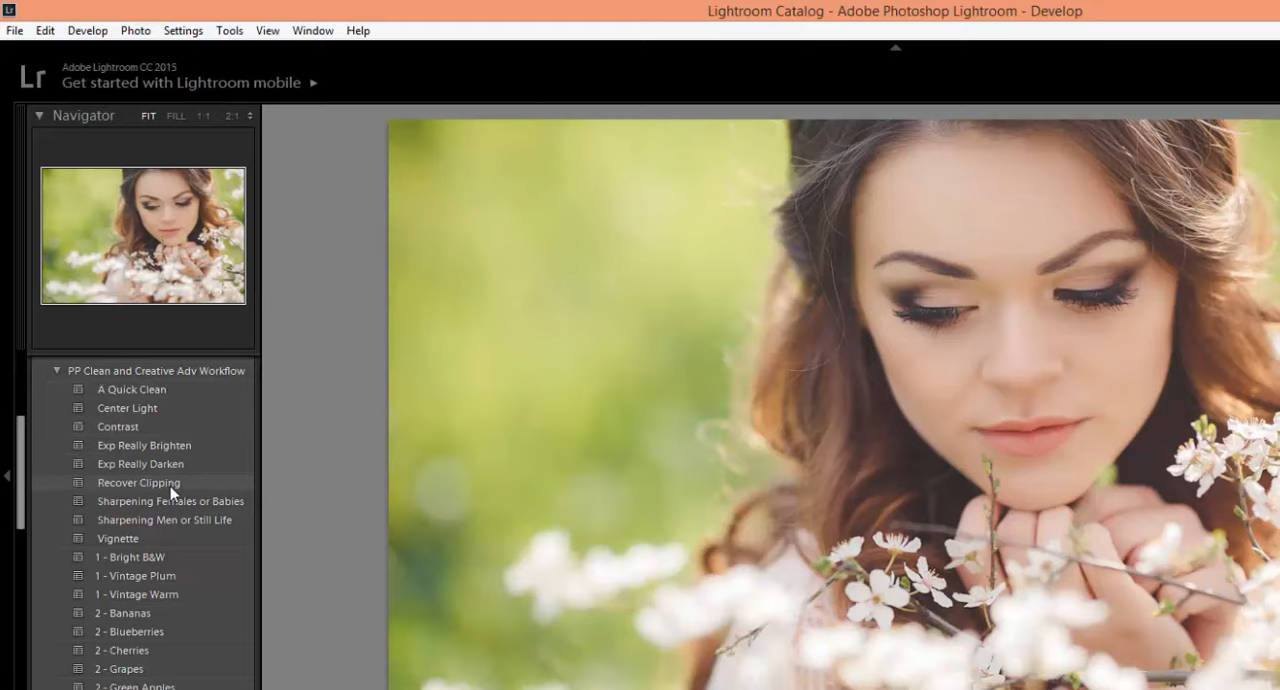 Lr
Lightroom Catalog - Adobe Photoshop Lightroom - Develop
File Edit Develop Photo Settings Tools View Window Help
Lr
Adobe Lightroom CC 2015
Get started with Lightroom mobile
Navigator FIT FILL 1:1 2:1
PP Clean and Creative Adv Workflow
A Quick Clean
Center Light
Contrast
Exp Really Brighten
Exp Really Darken
Recover Clipping
Sharpening Females or Babies
Sharpening Men or Still Life
Vignette
1 - Bright B&W
1 - Vintage Plum
1 - Vintage Warm
2 - Bananas
2 - Blueberries
2 - Cherries
2 - Grapes
2 - Green Apples